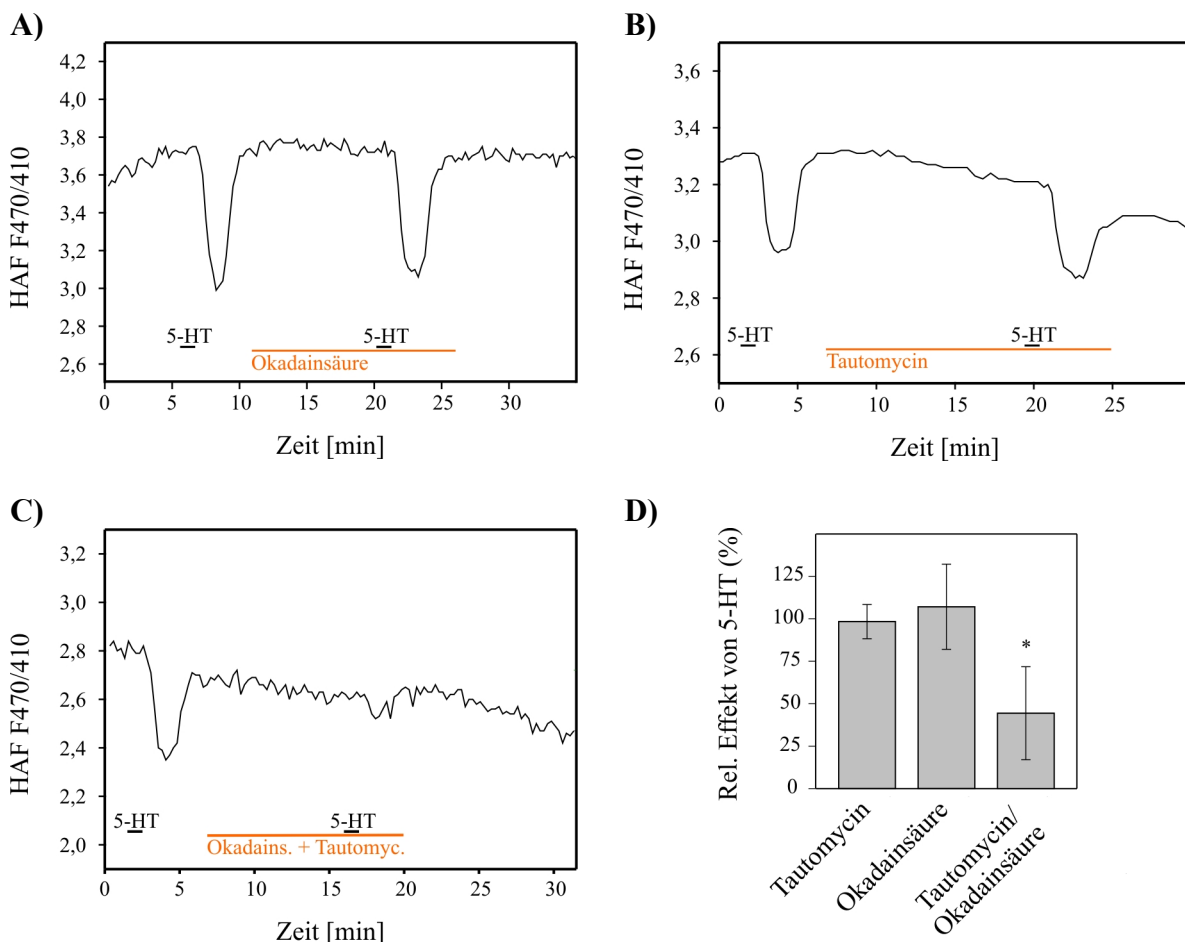 A)
HAF F470/410
4,2
4,0
3,8
3,6
3,4
3,2
3,0
2,8
2,6
5-HT
5-HT
Okadainsäure
0
5
10
15
20
25
30
Zeit [min]
B)
HAF F470/410
3,6
3,4
3,2
3,0
2,8
2,6
5-HT
5-HT
Tautomycin
0
5
10
15
20
25
Zeit [min]
C)
HAF F470/410
3,2
3,0
2,8
2,6
2,4
2,2
2,0
5-HT
5-HT
Okadains. + Tautomyc.
0
5
10
15
20
25
30
Zeit [min]
D)
Rel. Effekt von 5-HT (%)
125
100
75
50
25
0
*
Tautomycin
Okadainsäure
Tautomycin/
Okadainsäure